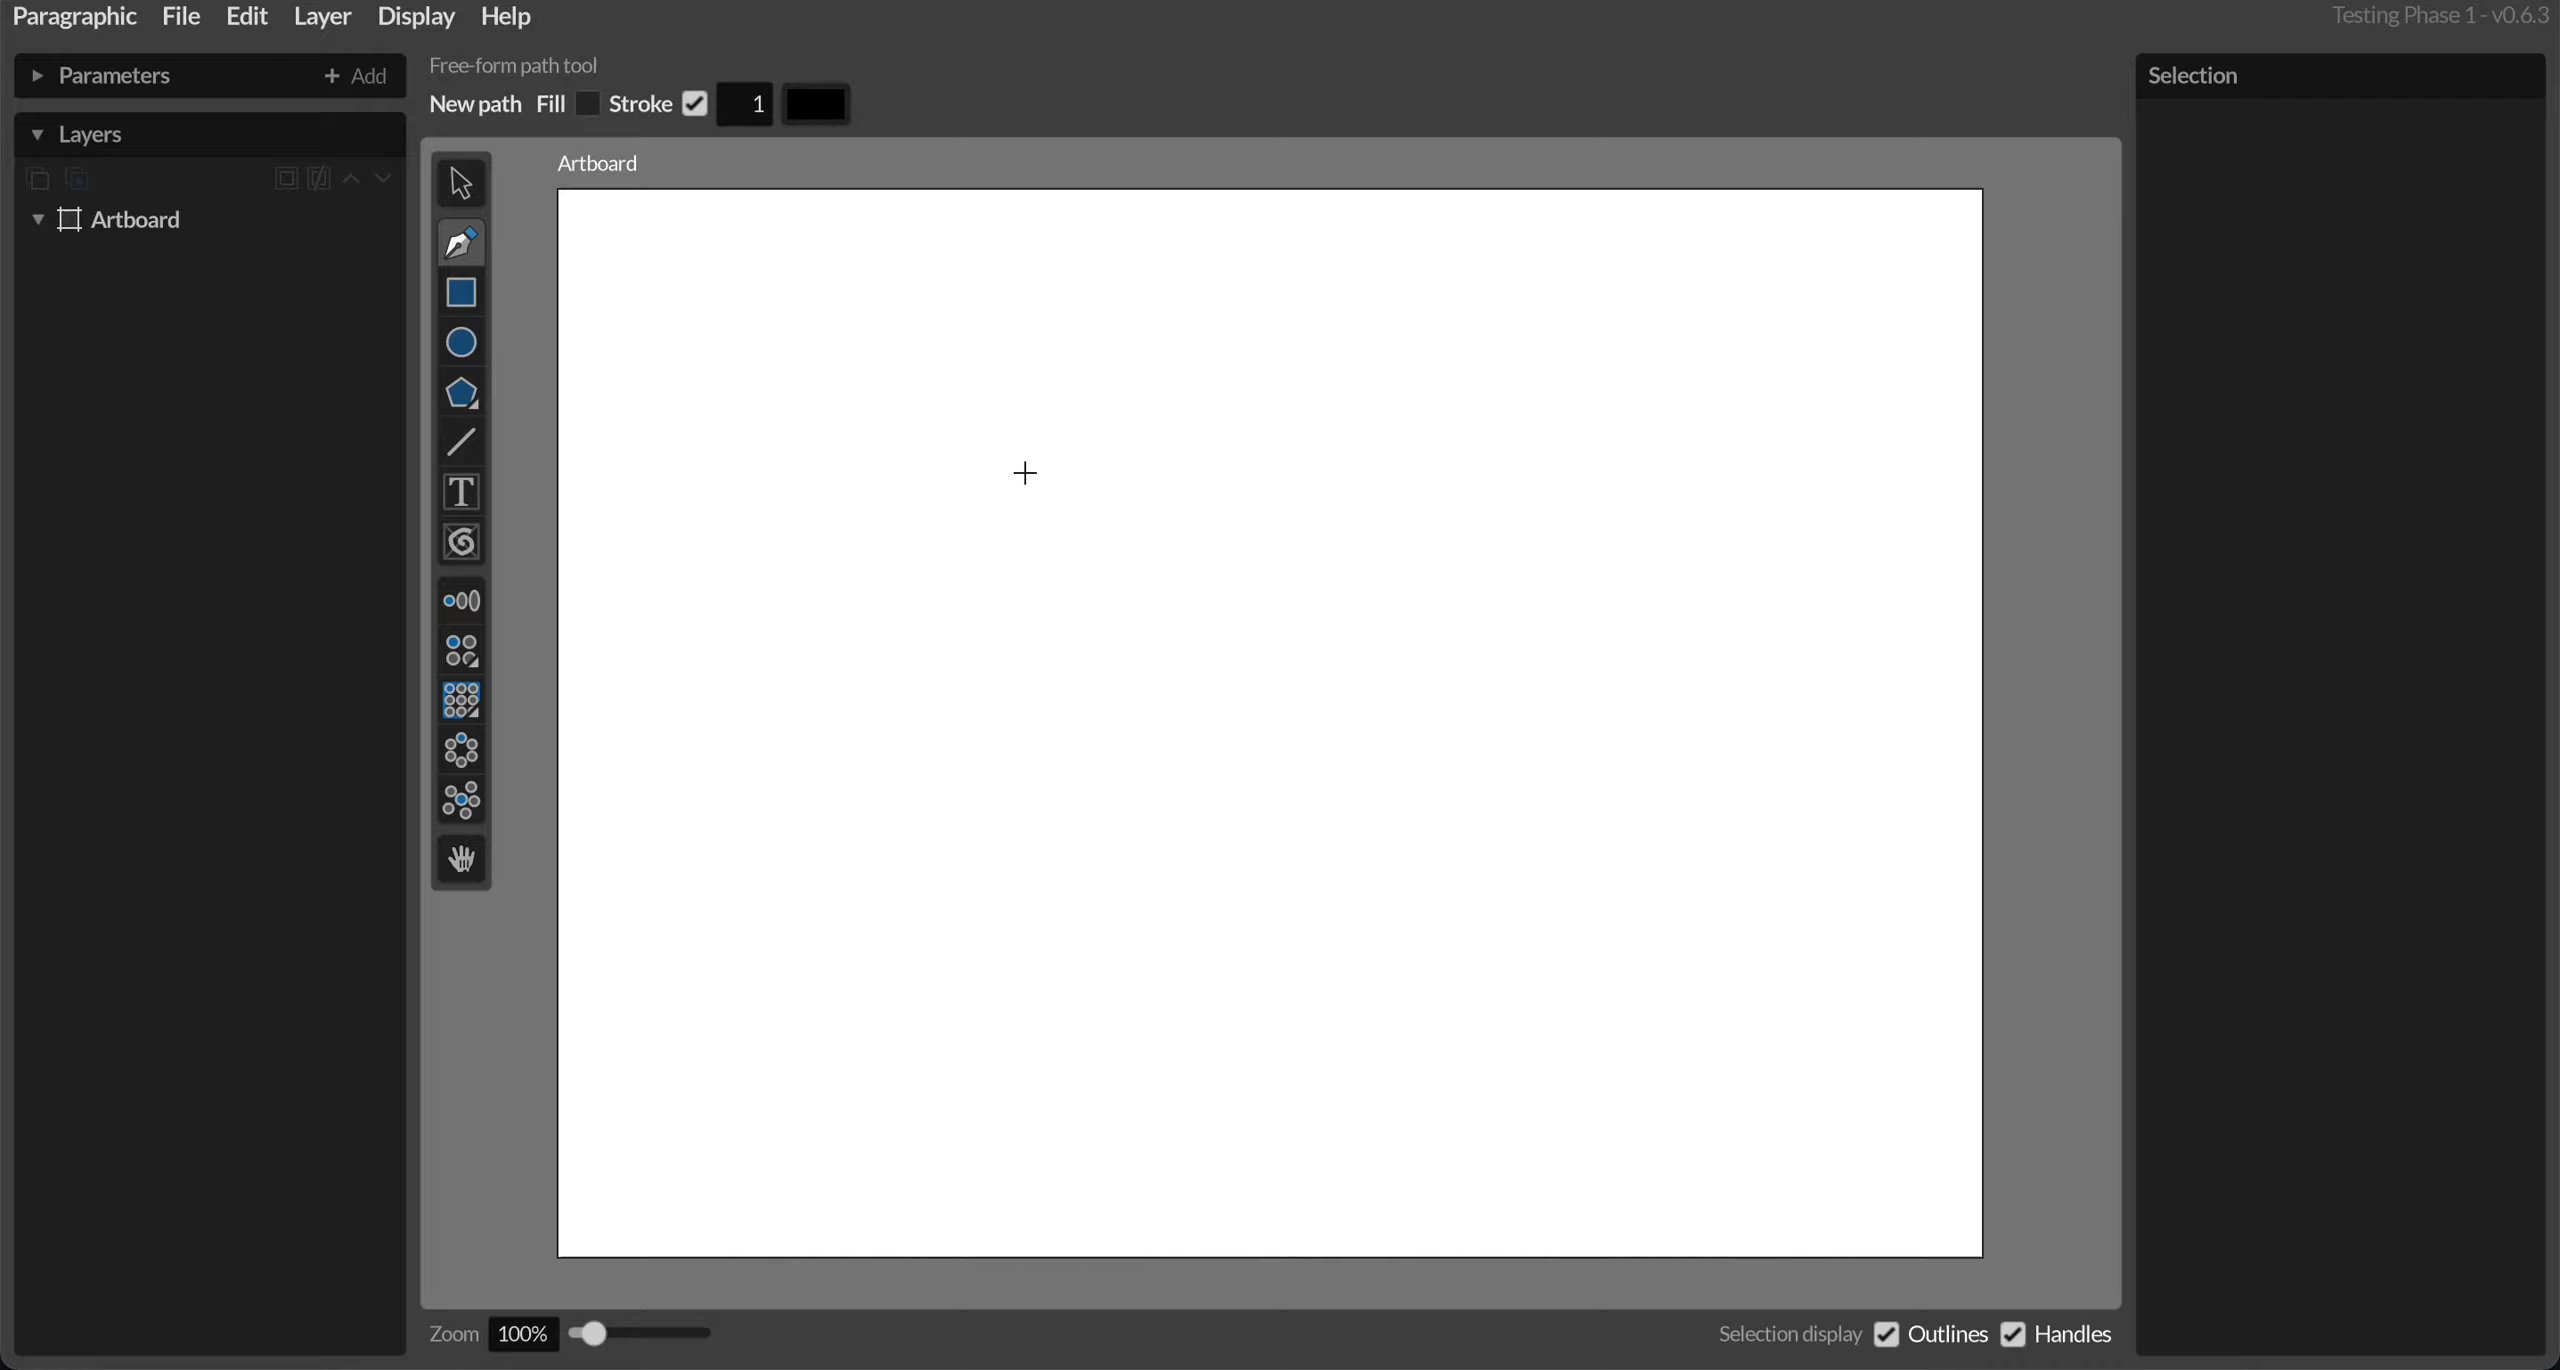 Paragraphic File Edit Layer Display Help
Testing Phase 1 - v0.6.3
Parameters + Add
Layers
Artboard
Free-form path tool
New path Fill Stroke 1
Artboard
T
Selection
Zoom 100%
Selection display Outlines Handles